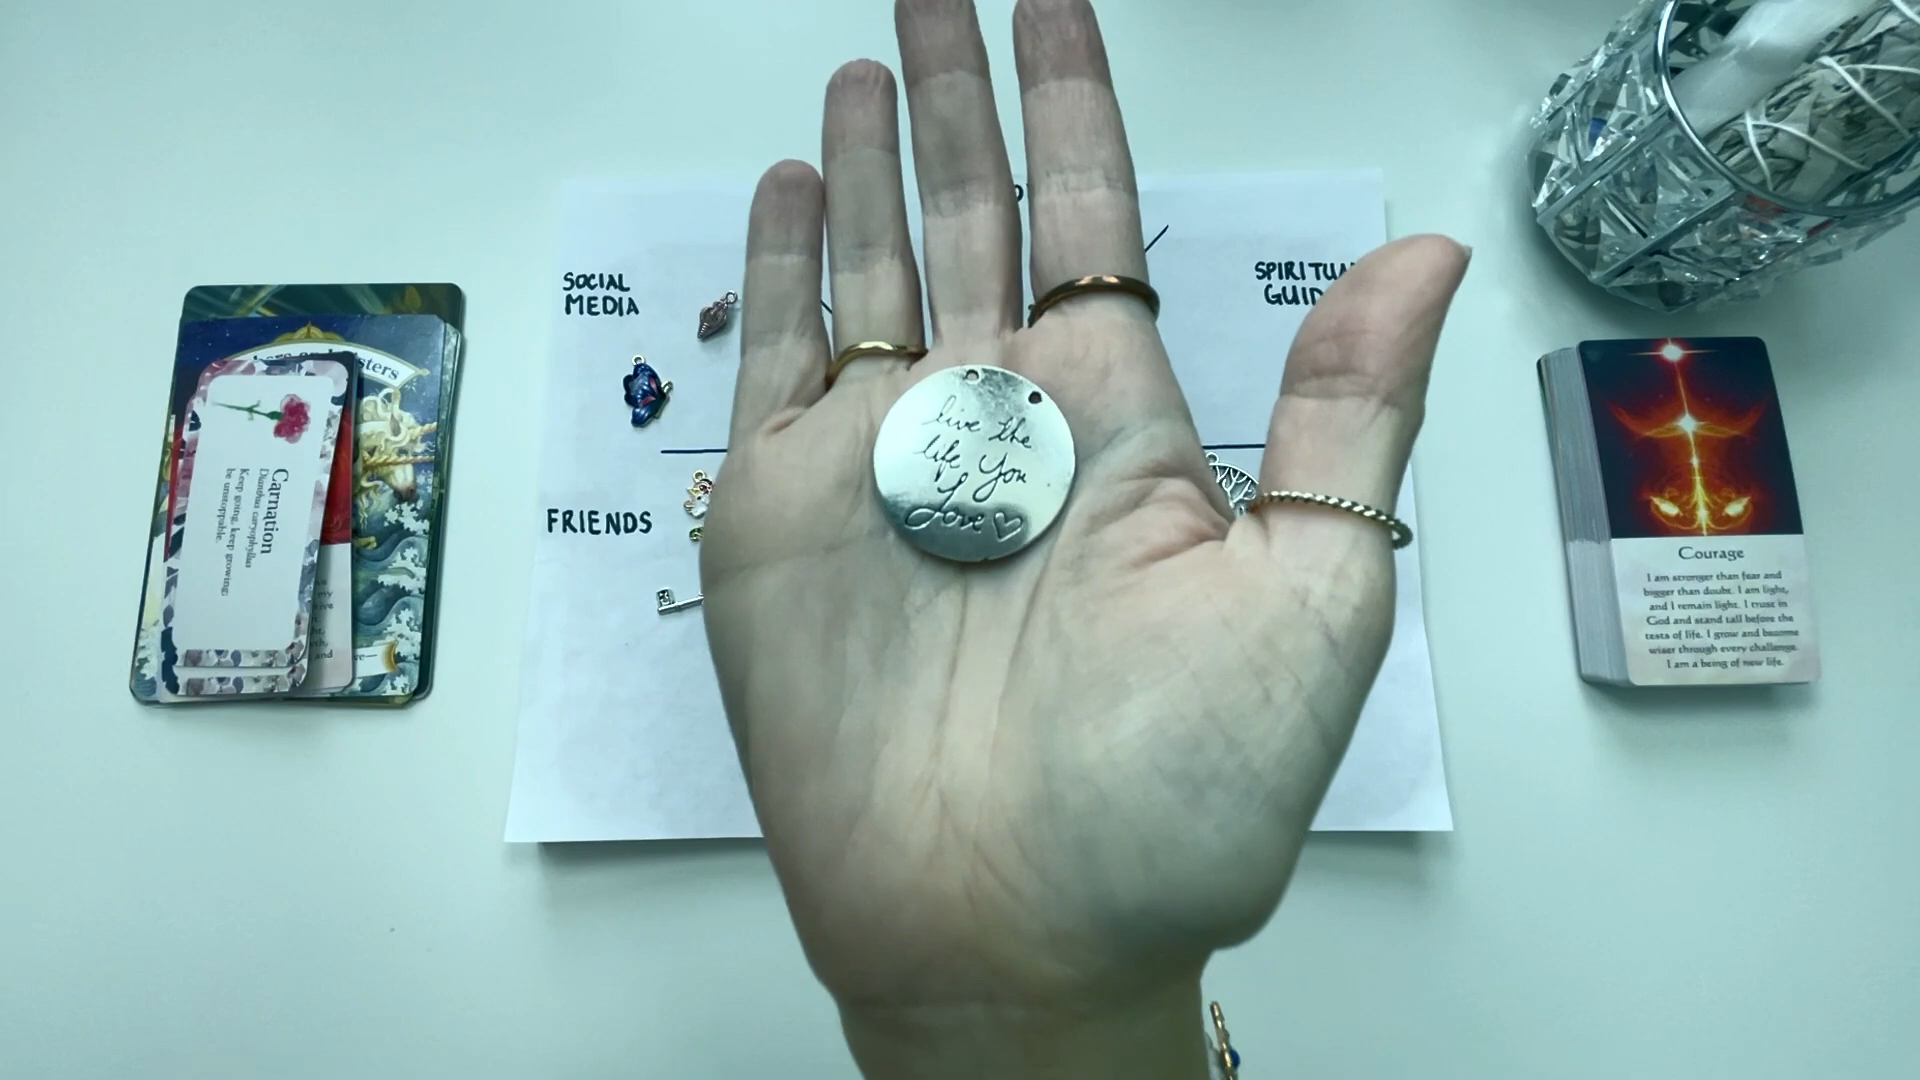 SOCIAL
MEDIA
SPIRITUAL
FRIENDS
live the
life you
Love
Carnation
Dianthus caryophyllus
Keep going, keep growing;
be unstoppable.
Courage
I am stronger than fear and
bigger than doubt. I am light,
and I remain light. I trust in
God and stand tall before the
tests of life. I grow and become
wiser through every challenge.
I am a being of new life.